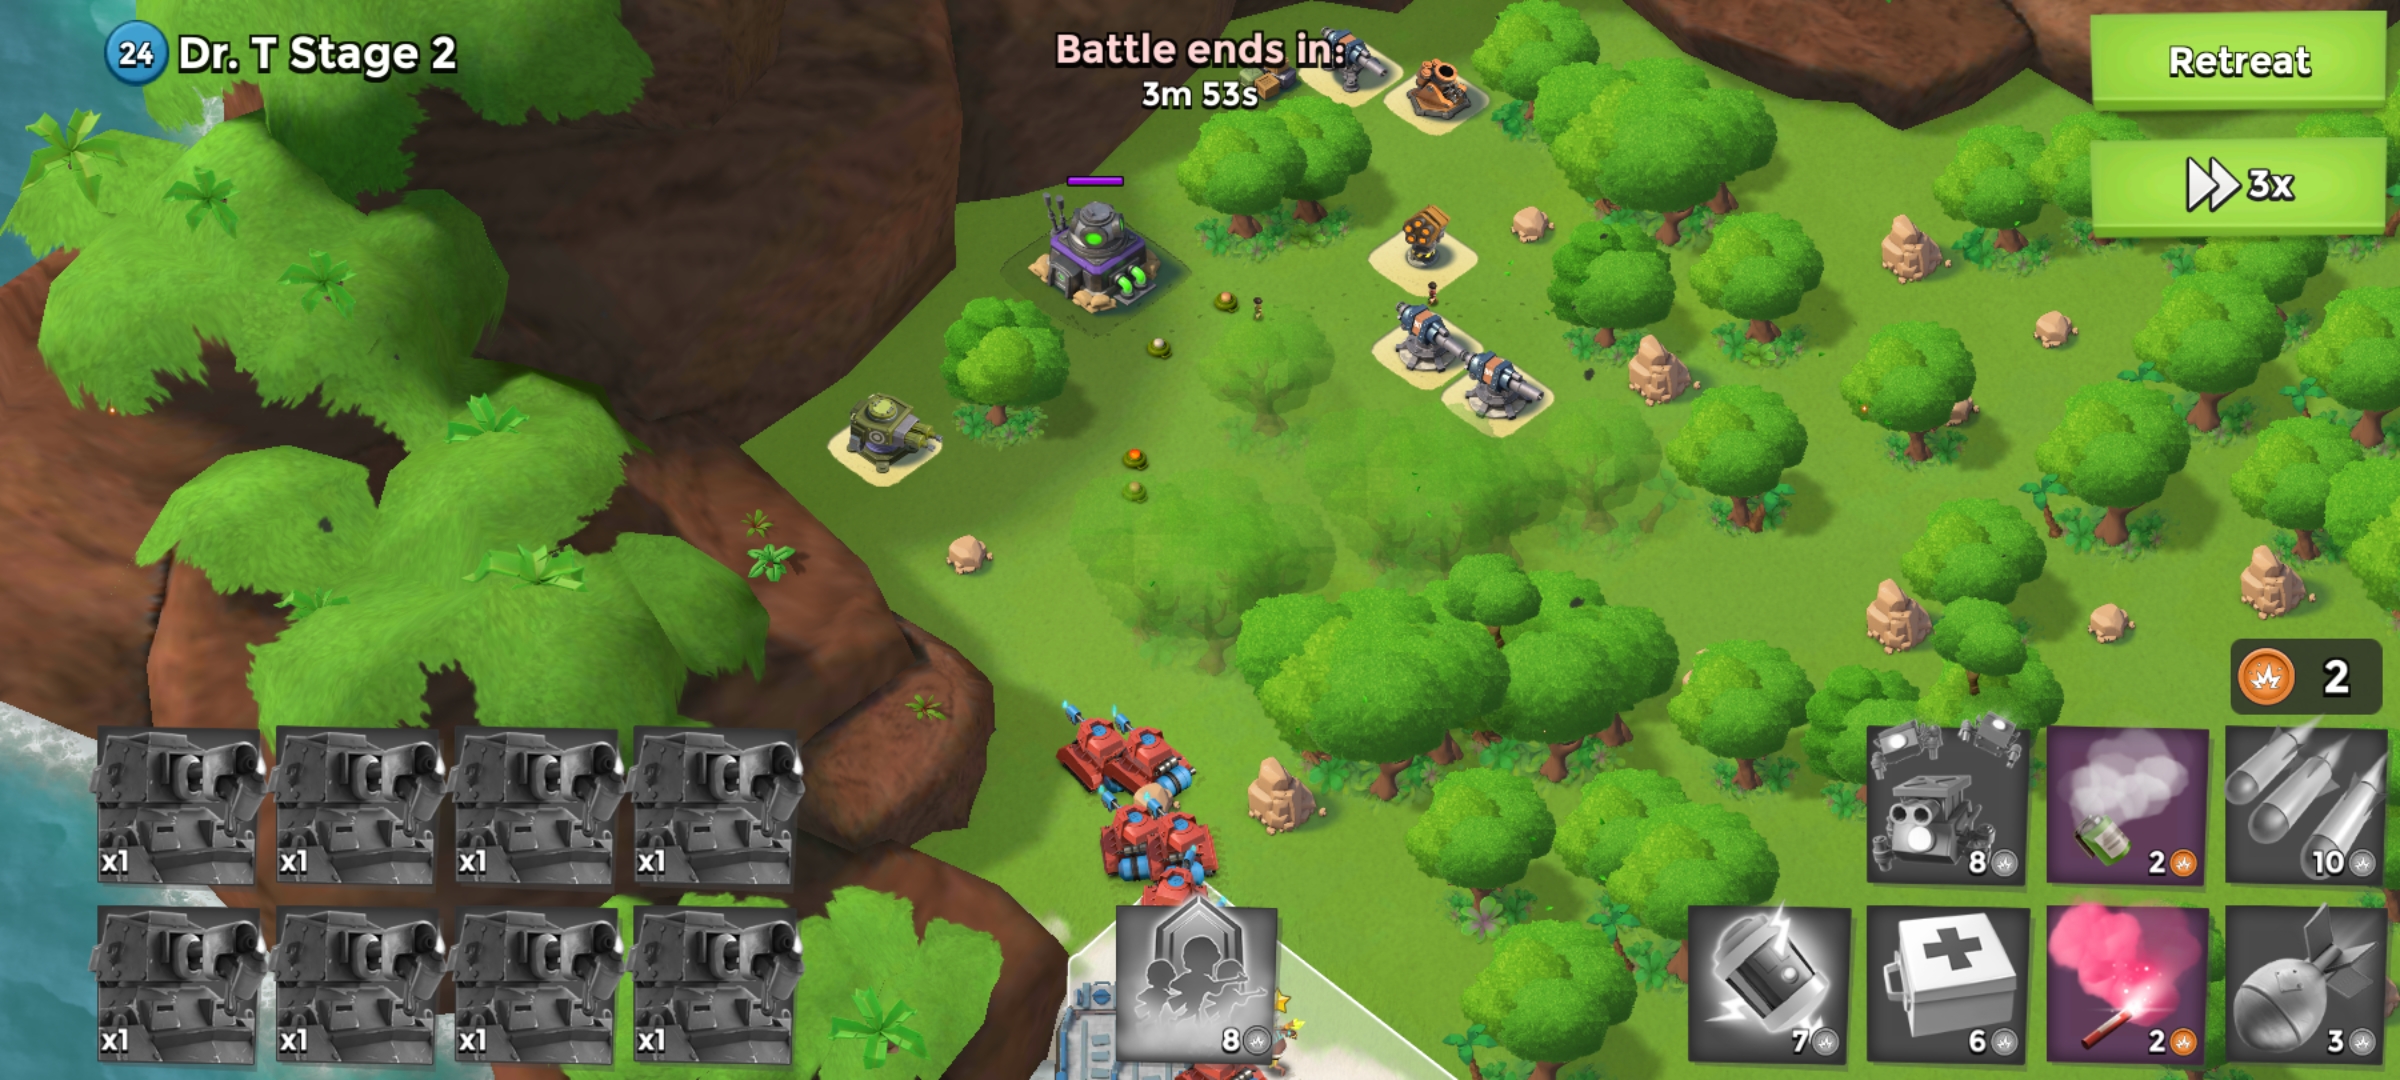 24 Dr. T Stage 2
Battle ends in:
3m 53s
Retreat
3x
2
x1 x1 x1 x1
8 2 10
x1 x1 x1 x1
8 7 6 2 3